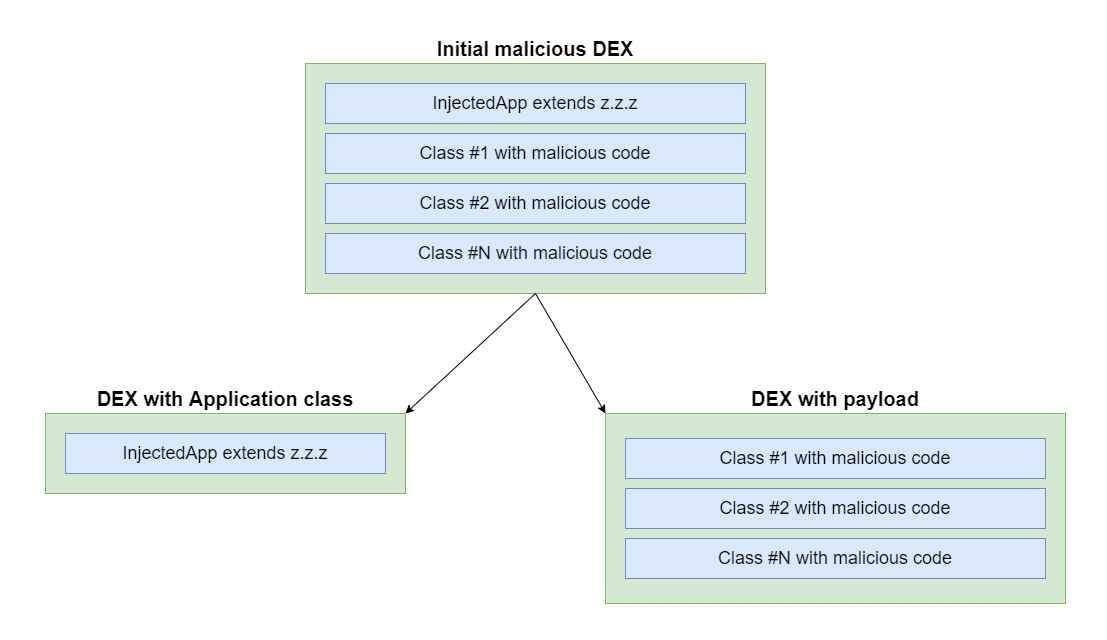 Initial malicious DEX
InjectedApp extends z.z.z
Class #1 with malicious code
Class #2 with malicious code
Class #N with malicious code
DEX with Application class
InjectedApp extends z.z.z
DEX with payload
Class #1 with malicious code
Class #2 with malicious code
Class #N with malicious code